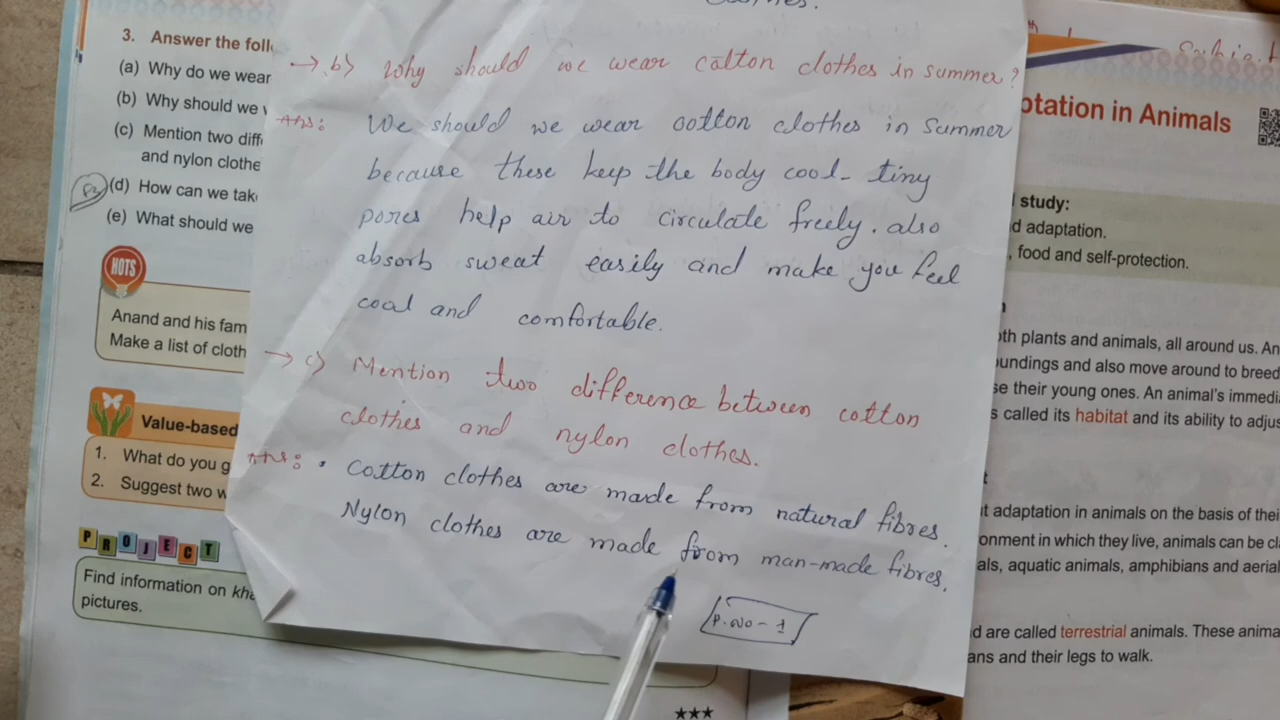 3. Answer the foll
(a) Why do we wear
(b) Why should we
(c) Mention two diff
and nylon clothe
(d) How can we tak
(e) What should we
HOTS
Anand and his fam
Make a list of cloth
Value-based
1. What do you g
2. Suggest two w
PROJECT
Find information on kha
pictures.
★★★
→ b) Why should we wear catton clothes in summer?
Ans: We should we wear cotton clothes in summer
because these keep the body cool- tiny
pores help air to circulate freely. also
absorb sweat easily and make you feel
coal and comfortable.
→ c) Mention two difference between cotton
clothes and nylon clothes.
Ans: • Cotton clothes are made from natural fibres.
Nylon clothes are made from man-made fibres.
P.No - 1
ptation in Animals
study:
d adaptation.
, food and self-protection.
oth plants and animals, all around us. An
oundings and also move around to breed
se their young ones. An animal's immedi
s called its habitat and its ability to adjus
t adaptation in animals on the basis of thei
onment in which they live, animals can be cl
als, aquatic animals, amphibians and aerial
d are called terrestrial animals. These anima
ans and their legs to walk.